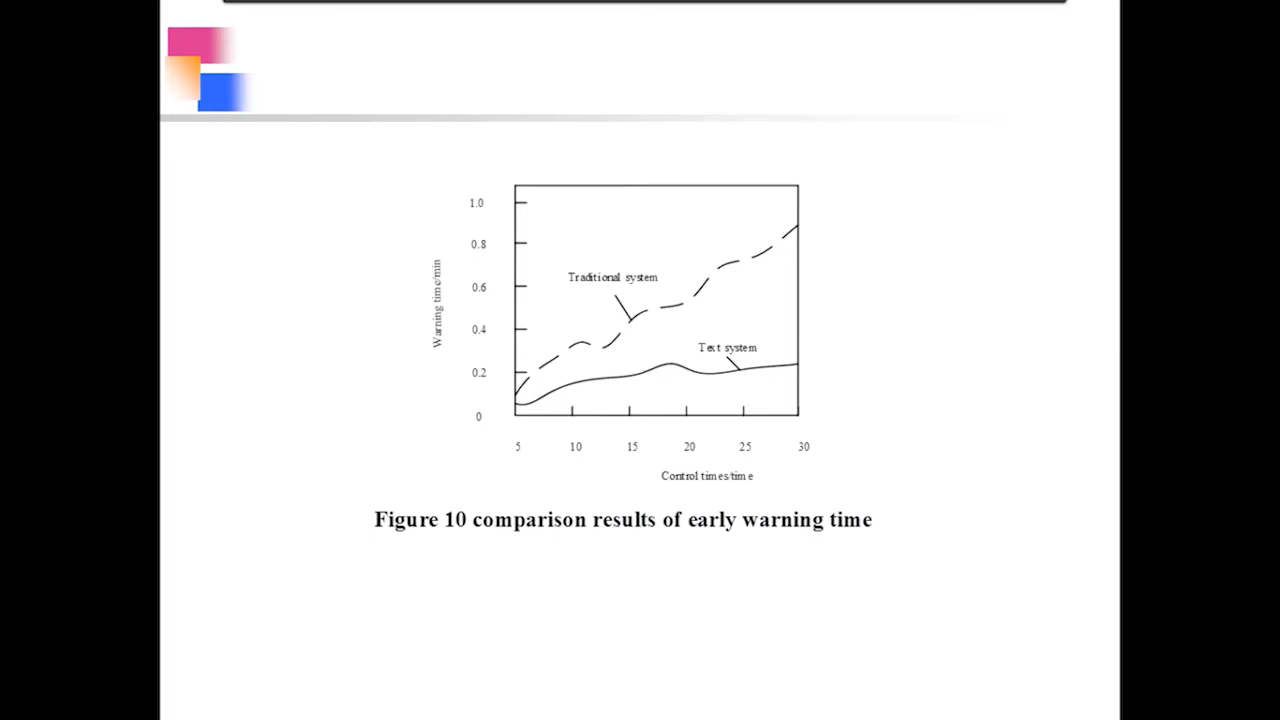 1.0
0.8
0.6
0.4
0.2
0
Warning time/min
Traditional system
Text system
5 10 15 20 25 30
Control times/time
Figure 10 comparison results of early warning time